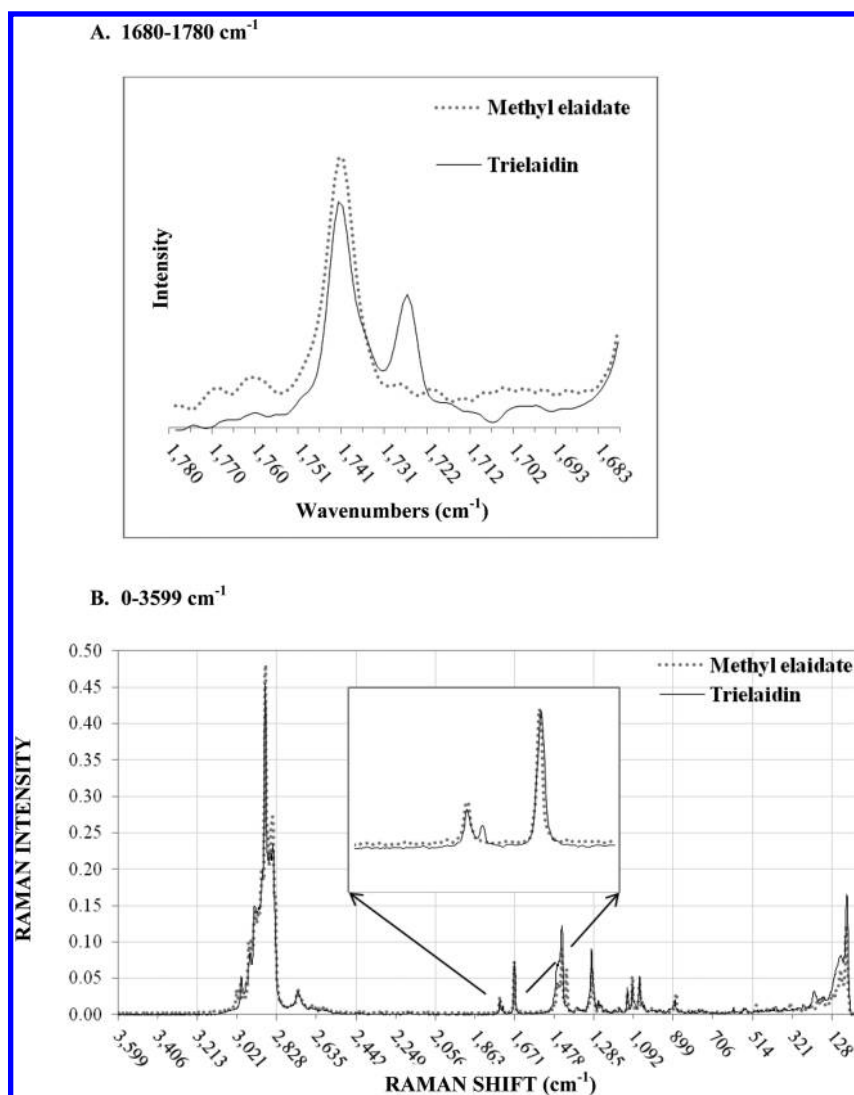 A. 1680-1780 cm⁻¹
Methyl elaidate
Trielaidin
Intensity
1,780 1,770 1,760 1,751 1,741 1,731 1,722 1,712 1,702 1,693 1,683
Wavenumbers (cm⁻¹)
B. 0-3599 cm⁻¹
Methyl elaidate
Trielaidin
RAMAN INTENSITY
0.50
0.45
0.40
0.35
0.30
0.25
0.20
0.15
0.10
0.05
0.00
3,599 3,406 3,213 3,021 2,828 2,635 2,442 2,249 2,056 1,863 1,671 1,478 1,285 1,092 899 706 514 321 128
RAMAN SHIFT (cm⁻¹)